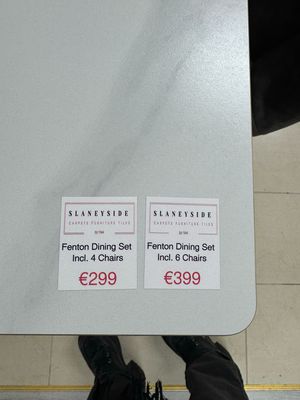 SLANEYSIDE
CARPETS FURNITURE TILES
Fenton Dining Set
Incl. 4 Chairs
€299
SLANEYSIDE
CARPETS FURNITURE TILES
Fenton Dining Set
Incl. 6 Chairs
€399